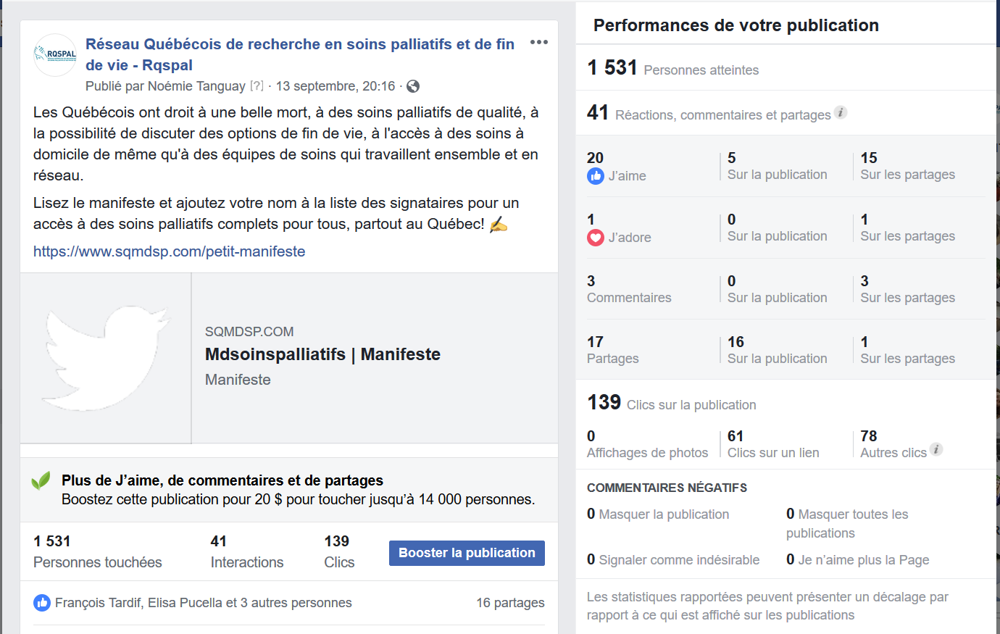 RQSPAL
Réseau Québécois de recherche en soins palliatifs et de fin
de vie - Rqspal
Publié par Noémie Tanguay [?] · 13 septembre, 20:16 ·
Les Québécois ont droit à une belle mort, à des soins palliatifs de qualité, à
la possibilité de discuter des options de fin de vie, à l'accès à des soins à
domicile de même qu'à des équipes de soins qui travaillent ensemble et en
réseau.
Lisez le manifeste et ajoutez votre nom à la liste des signataires pour un
accès à des soins palliatifs complets pour tous, partout au Québec! ✍
https://www.sqmdsp.com/petit-manifeste
SQMDSP.COM
Mdsoinspalliatifs | Manifeste
Manifeste
Plus de J’aime, de commentaires et de partages
Boostez cette publication pour 20 $ pour toucher jusqu’à 14 000 personnes.
1 531 41 139
Personnes touchées Interactions Clics
Booster la publication
François Tardif, Elisa Pucella et 3 autres personnes 16 partages
Performances de votre publication
1 531 Personnes atteintes
41 Réactions, commentaires et partages
20 5 15
J’aime Sur la publication Sur les partages
1 0 1
J’adore Sur la publication Sur les partages
3 0 3
Commentaires Sur la publication Sur les partages
17 16 1
Partages Sur la publication Sur les partages
139 Clics sur la publication
0 61 78
Affichages de photos Clics sur un lien Autres clics
COMMENTAIRES NÉGATIFS
0 Masquer la publication 0 Masquer toutes les
publications
0 Signaler comme indésirable 0 Je n’aime plus la Page
Les statistiques rapportées peuvent présenter un décalage par
rapport à ce qui est affiché sur les publications